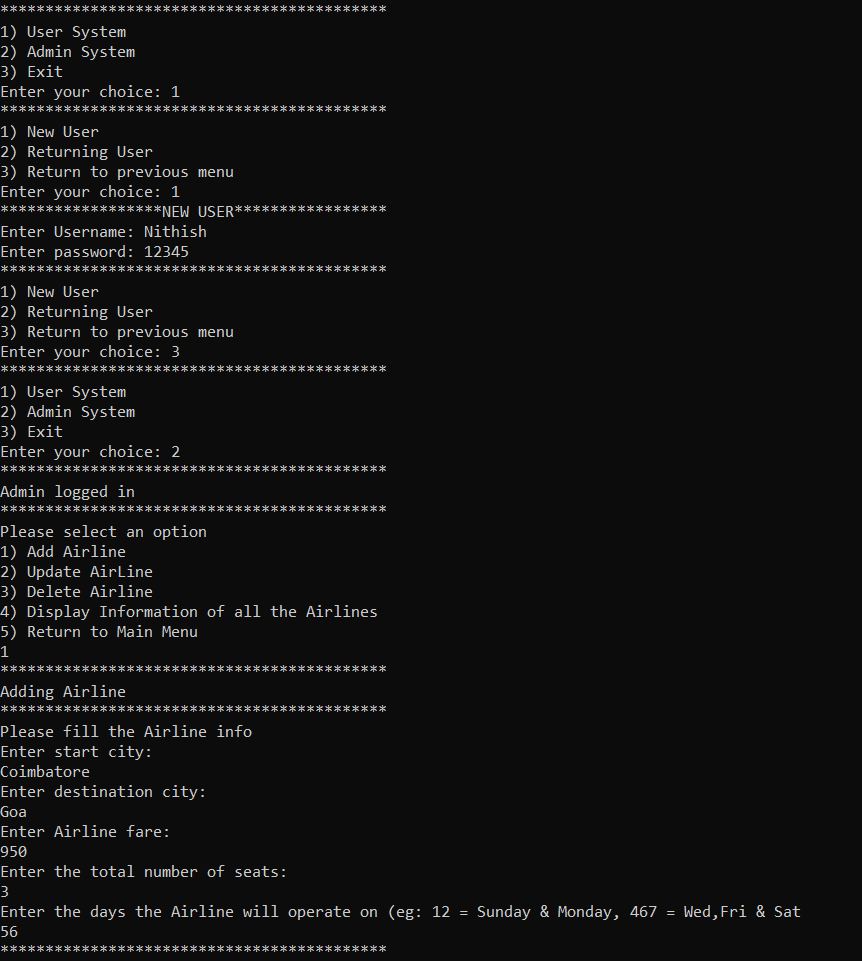 *******************************************
1) User System
2) Admin System
3) Exit
Enter your choice: 1
*******************************************
1) New User
2) Returning User
3) Return to previous menu
Enter your choice: 1
******************NEW USER*****************
Enter Username: Nithish
Enter password: 12345
*******************************************
1) New User
2) Returning User
3) Return to previous menu
Enter your choice: 3
*******************************************
1) User System
2) Admin System
3) Exit
Enter your choice: 2
*******************************************
Admin logged in
*******************************************
Please select an option
1) Add Airline
2) Update AirLine
3) Delete Airline
4) Display Information of all the Airlines
5) Return to Main Menu
1
*******************************************
Adding Airline
*******************************************
Please fill the Airline info
Enter start city:
Coimbatore
Enter destination city:
Goa
Enter Airline fare:
950
Enter the total number of seats:
3
Enter the days the Airline will operate on (eg: 12 = Sunday & Monday, 467 = Wed,Fri & Sat
56
*******************************************